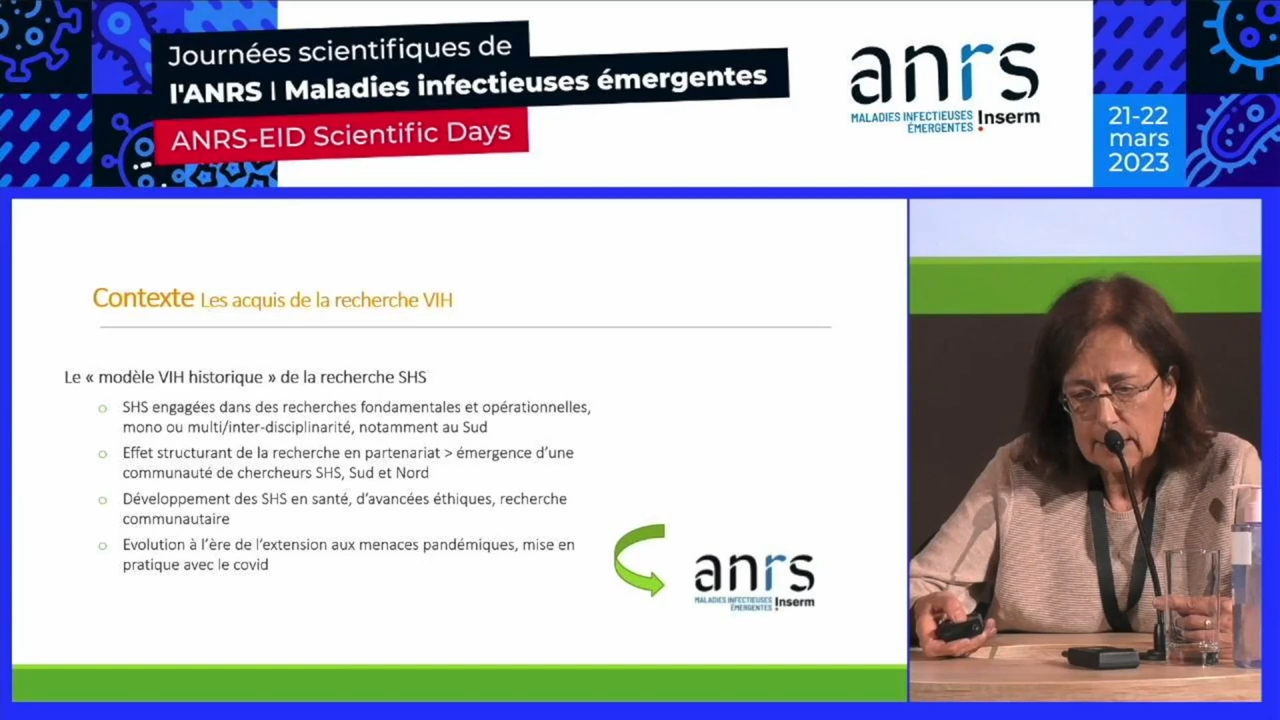 Journées scientifiques de
l'ANRS | Maladies infectieuses émergentes
ANRS-EID Scientific Days
anrs
MALADIES INFECTIEUSES
ÉMERGENTES Inserm
21-22
mars
2023
Contexte Les acquis de la recherche VIH
Le « modèle VIH historique » de la recherche SHS
o SHS engagées dans des recherches fondamentales et opérationnelles,
mono ou multi/inter-disciplinarité, notamment au Sud
o Effet structurant de la recherche en partenariat > émergence d'une
communauté de chercheurs SHS, Sud et Nord
o Développement des SHS en santé, d'avancées éthiques, recherche
communautaire
o Evolution à l'ère de l'extension aux menaces pandémiques, mise en
pratique avec le covid
anrs
MALADIES INFECTIEUSES
ÉMERGENTES Inserm